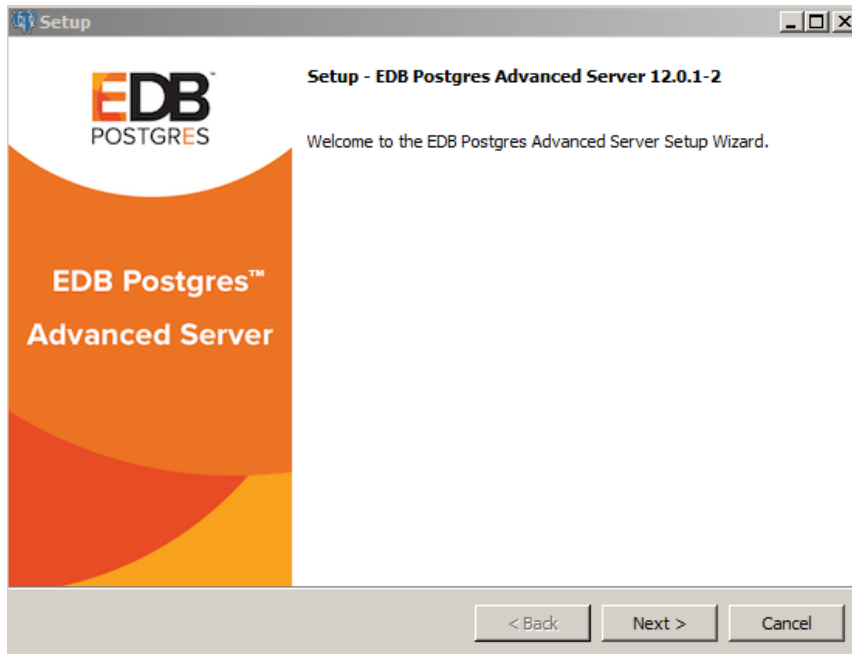 Setup
EDB
POSTGRES
Setup - EDB Postgres Advanced Server 12.0.1-2
Welcome to the EDB Postgres Advanced Server Setup Wizard.
EDB Postgres™
Advanced Server
< Back
Next >
Cancel